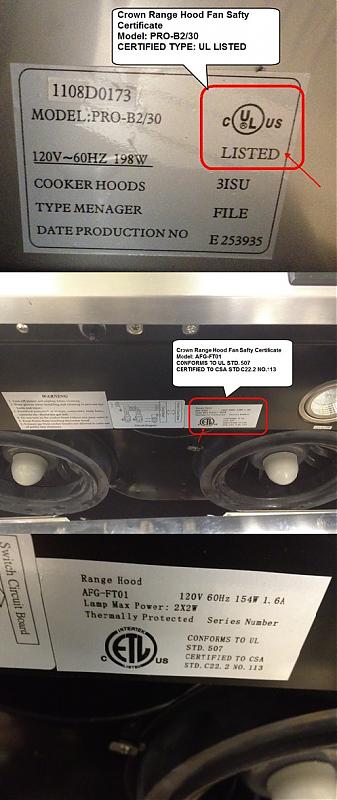 Crown Range Hood Fan Safty
Certificate
Model: PRO-B2/30
CERTIFIED TYPE: UL LISTED
1108D0173
MODEL:PRO-B2/30
C UL US
LISTED
120V~60HZ 198W
COOKER HOODS 3ISU
TYPE MENAGER FILE
DATE PRODUCTION NO E253935
Crown Range Hood Fan Safty Certificate
Model: AFG-FT01
CONFORMS TO UL STD. 507
CERTIFIED TO CSA STD C22.2 NO.113
WARNING
ETL
Switch Circuit Board
Range Hood
AFG-FT01 120V 60Hz 154W 1.6A
Lamp Max Power: 2X2W
Thermally Protected Series Number
INTERTEK
C ETL US
CONFORMS TO UL
STD. 507
CERTIFIED TO CSA
STD. C22.2 NO.113